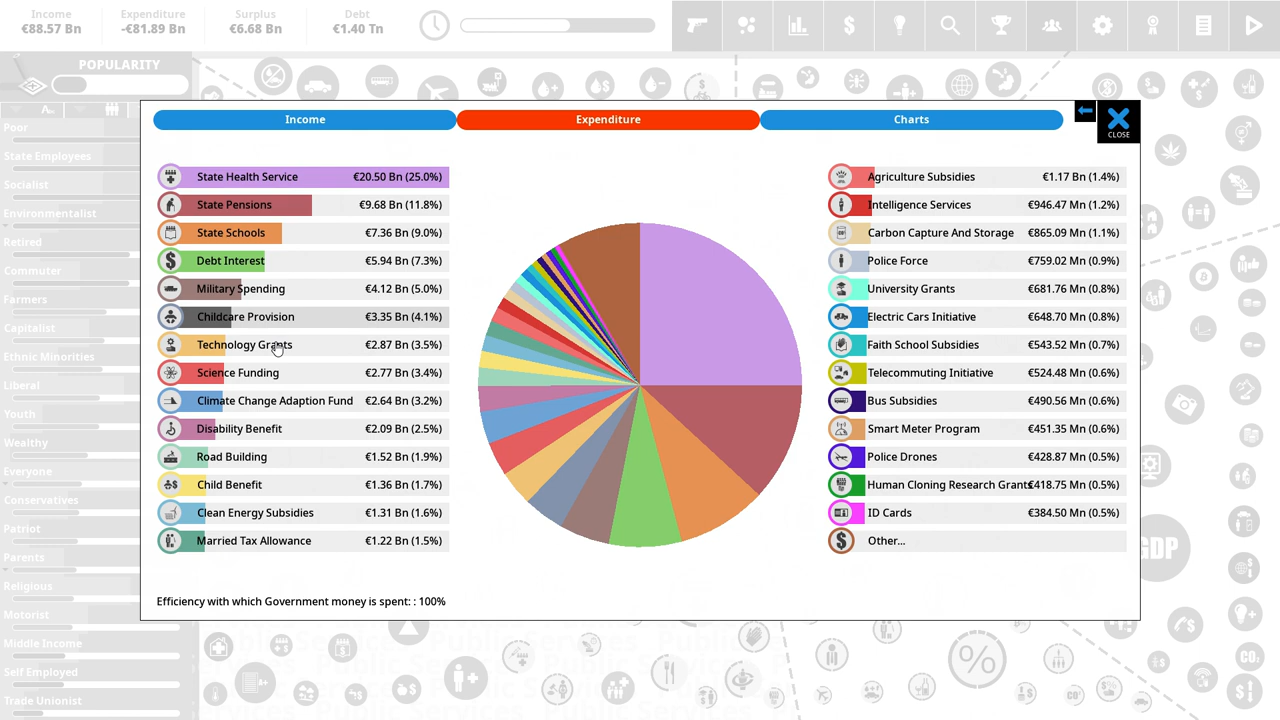 Income
Expenditure
Surplus
Debt
€88.57 Bn
-€81.89 Bn
€6.68 Bn
€1.40 Tn
POPULARITY
Poor
State Employees
Socialist
Environmentalist
Retired
Commuter
Farmers
Capitalist
Ethnic Minorities
Liberal
Youth
Wealthy
Everyone
Conservatives
Patriot
Parents
Religious
Motorist
Middle Income
Self Employed
Trade Unionist
Income
Expenditure
Charts
CLOSE
State Health Service €20.50 Bn (25.0%)
State Pensions €9.68 Bn (11.8%)
State Schools €7.36 Bn (9.0%)
Debt Interest €5.94 Bn (7.3%)
Military Spending €4.12 Bn (5.0%)
Childcare Provision €3.35 Bn (4.1%)
Technology Grants €2.87 Bn (3.5%)
Science Funding €2.77 Bn (3.4%)
Climate Change Adaption Fund €2.64 Bn (3.2%)
Disability Benefit €2.09 Bn (2.5%)
Road Building €1.52 Bn (1.9%)
Child Benefit €1.36 Bn (1.7%)
Clean Energy Subsidies €1.31 Bn (1.6%)
Married Tax Allowance €1.22 Bn (1.5%)
Agriculture Subsidies €1.17 Bn (1.4%)
Intelligence Services €946.47 Mn (1.2%)
Carbon Capture And Storage €865.09 Mn (1.1%)
Police Force €759.02 Mn (0.9%)
University Grants €681.76 Mn (0.8%)
Electric Cars Initiative €648.70 Mn (0.8%)
Faith School Subsidies €543.52 Mn (0.7%)
Telecommuting Initiative €524.48 Mn (0.6%)
Bus Subsidies €490.56 Mn (0.6%)
Smart Meter Program €451.35 Mn (0.6%)
Police Drones €428.87 Mn (0.5%)
Human Cloning Research Grants €418.75 Mn (0.5%)
ID Cards €384.50 Mn (0.5%)
Other...
Efficiency with which Government money is spent: : 100%
GDP
CO₂
Public Services